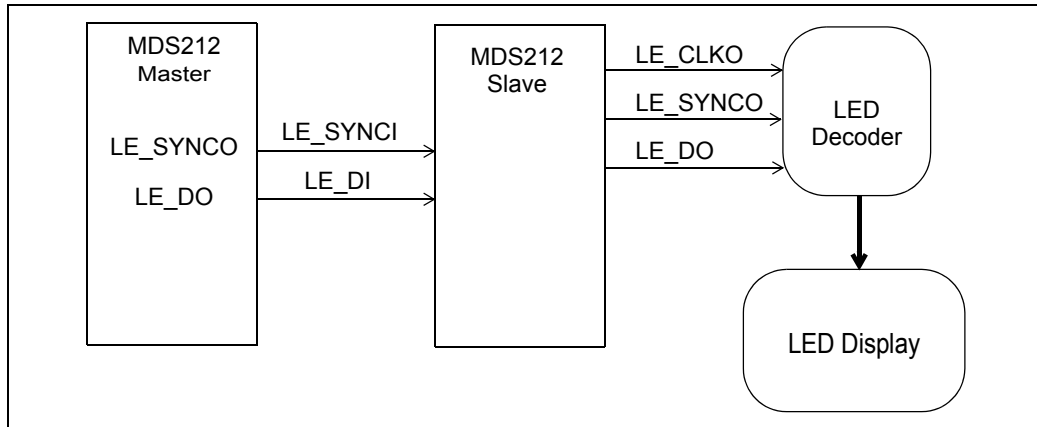 MDS212
Master
LE_SYNCO
LE_DO
LE_SYNCI
LE_DI
MDS212
Slave
LE_CLKO
LE_SYNCO
LE_DO
LED
Decoder
LED Display